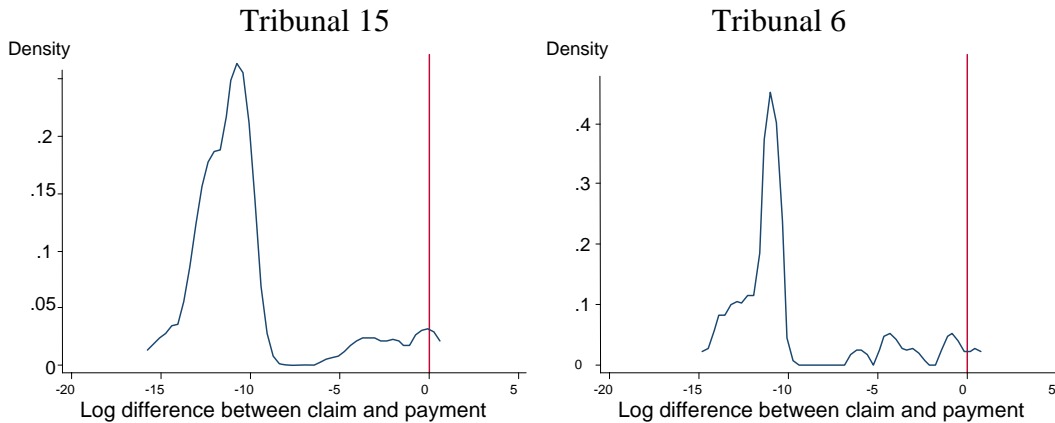 Tribunal 15
Density
.2
.15
.1
.05
0
-20 -15 -10 -5 0 5
Log difference between claim and payment
Tribunal 6
Density
.4
.3
.2
.1
0
-20 -15 -10 -5 0 5
Log difference between claim and payment